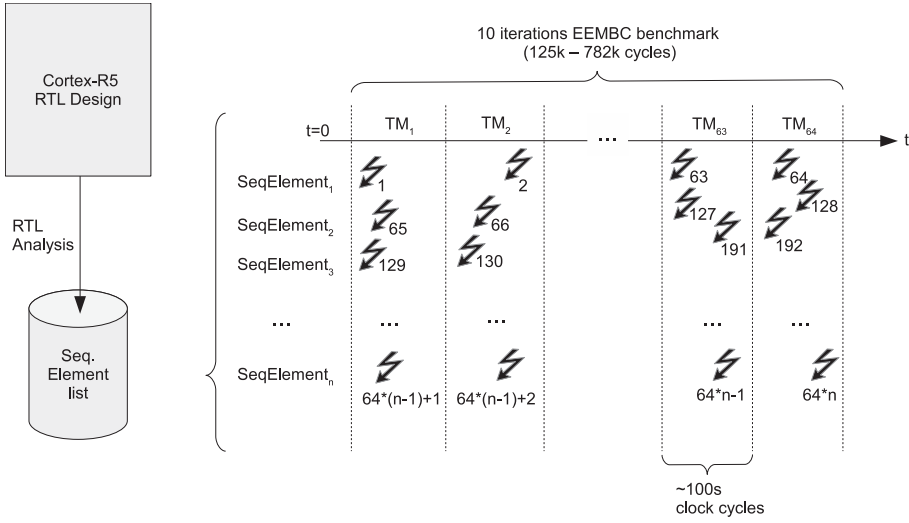 10 iterations EEMBC benchmark
(125k – 782k cycles)
Cortex-R5
RTL Design
t=0
TM1
TM2
...
TM63
TM64
t
SeqElement1
1
2
63
64
SeqElement2
65
66
127
128
SeqElement3
129
130
191
192
RTL
Analysis
...
...
...
...
...
Seq.
Element
list
SeqElementn
64*(n-1)+1
64*(n-1)+2
64*n-1
64*n
~100s
clock cycles